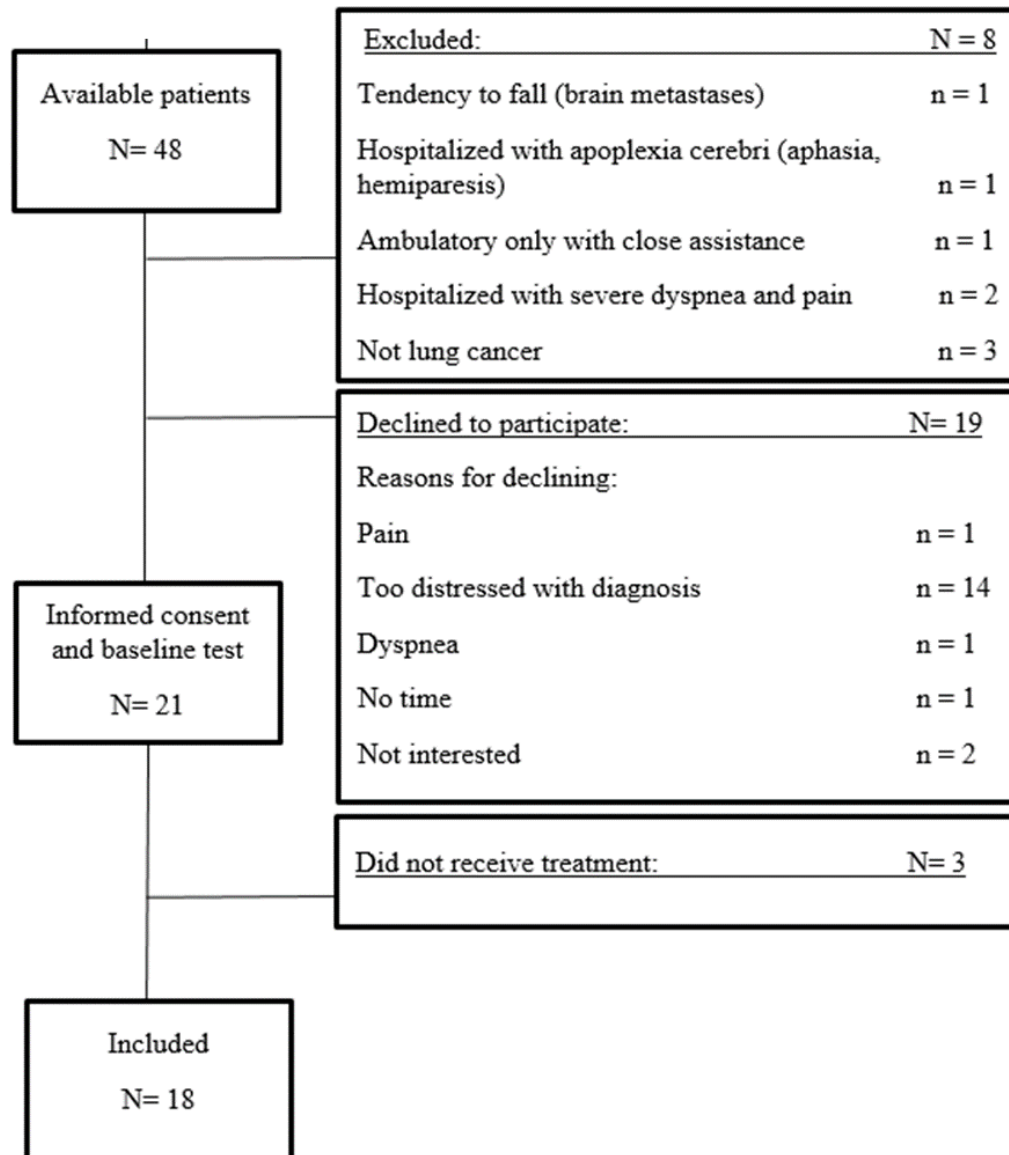 Available patients
N= 48
Excluded: N = 8
Tendency to fall (brain metastases) n = 1
Hospitalized with apoplexia cerebri (aphasia,
hemiparesis) n = 1
Ambulatory only with close assistance n = 1
Hospitalized with severe dyspnea and pain n = 2
Not lung cancer n = 3
Declined to participate: N= 19
Reasons for declining:
Pain n = 1
Too distressed with diagnosis n = 14
Dyspnea n = 1
No time n = 1
Not interested n = 2
Informed consent
and baseline test
N= 21
Did not receive treatment: N= 3
Included
N= 18